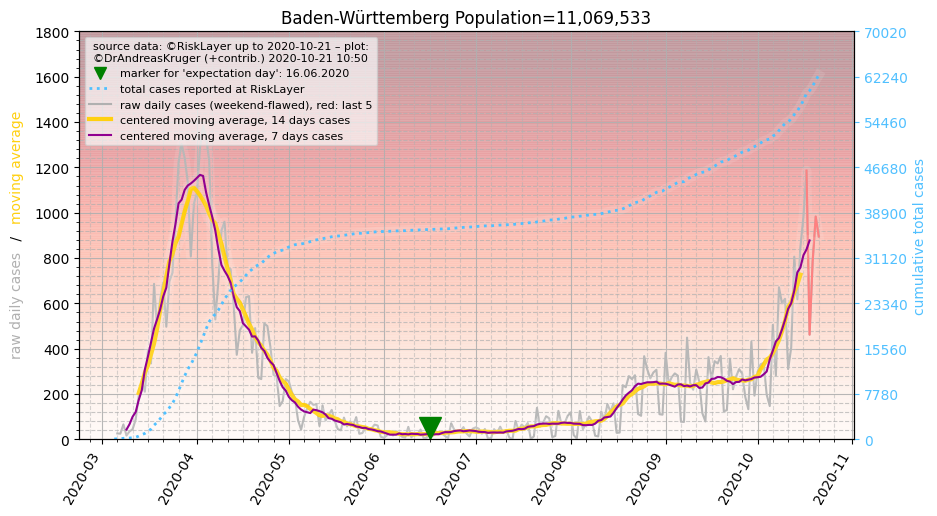 Baden-Württemberg Population=11,069,533
source data: ©RiskLayer up to 2020-10-21 – plot:
©DrAndreasKruger (+contrib.) 2020-10-21 10:50
marker for 'expectation day': 16.06.2020
total cases reported at RiskLayer
raw daily cases (weekend-flawed), red: last 5
centered moving average, 14 days cases
centered moving average, 7 days cases
raw daily cases / moving average
1800
1600
1400
1200
1000
800
600
400
200
0
70020
62240
54460
46680
38900
31120
23340
15560
7780
0
cumulative total cases
2020-03
2020-04
2020-05
2020-06
2020-07
2020-08
2020-09
2020-10
2020-11